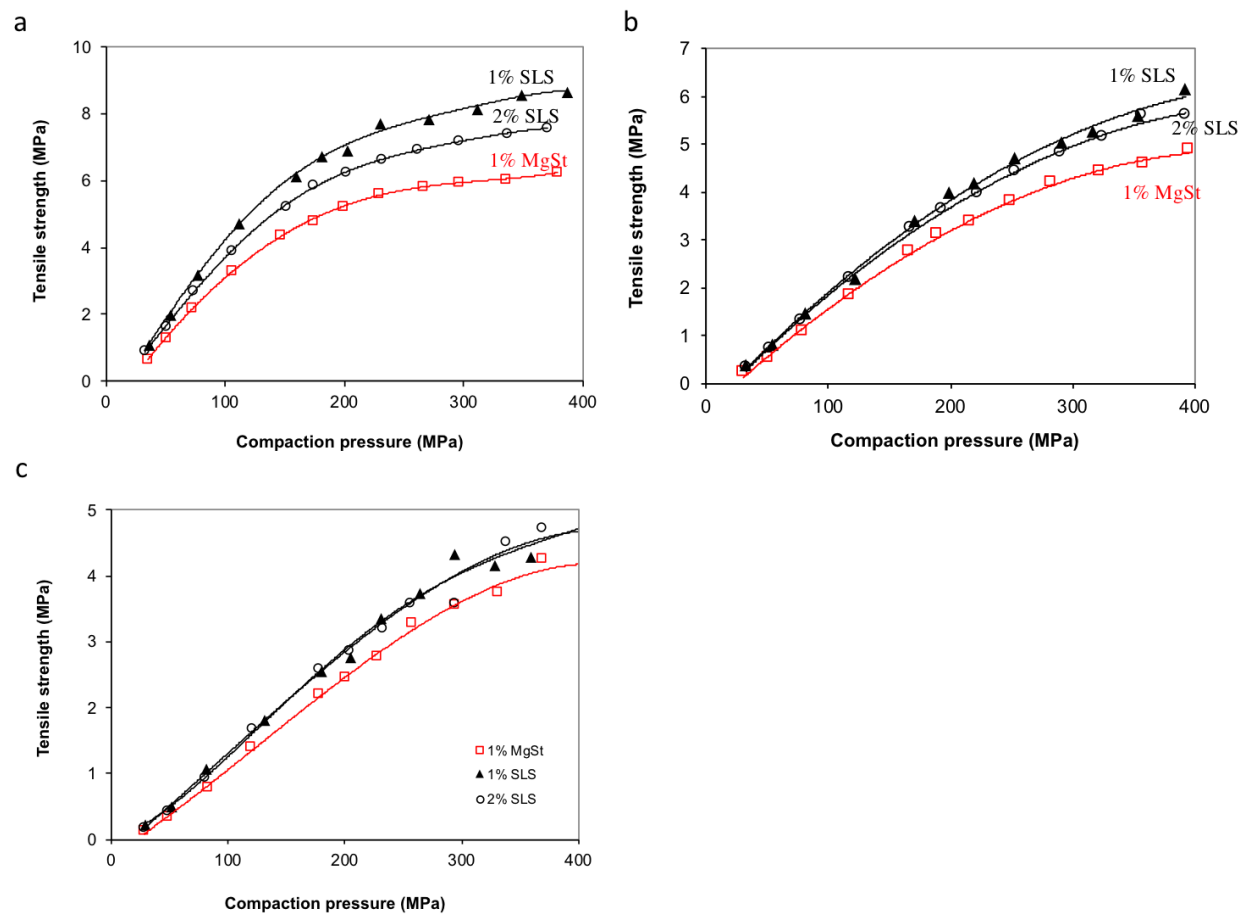 a
10
8
6
4
2
0
Tensile strength (MPa)
1% SLS
2% SLS
1% MgSt
0 100 200 300 400
Compaction pressure (MPa)
b
7
6
5
4
3
2
1
0
Tensile strength (MPa)
1% SLS
2% SLS
1% MgSt
0 100 200 300 400
Compaction pressure (MPa)
c
5
4
3
2
1
0
Tensile strength (MPa)
1% MgSt
1% SLS
2% SLS
0 100 200 300 400
Compaction pressure (MPa)